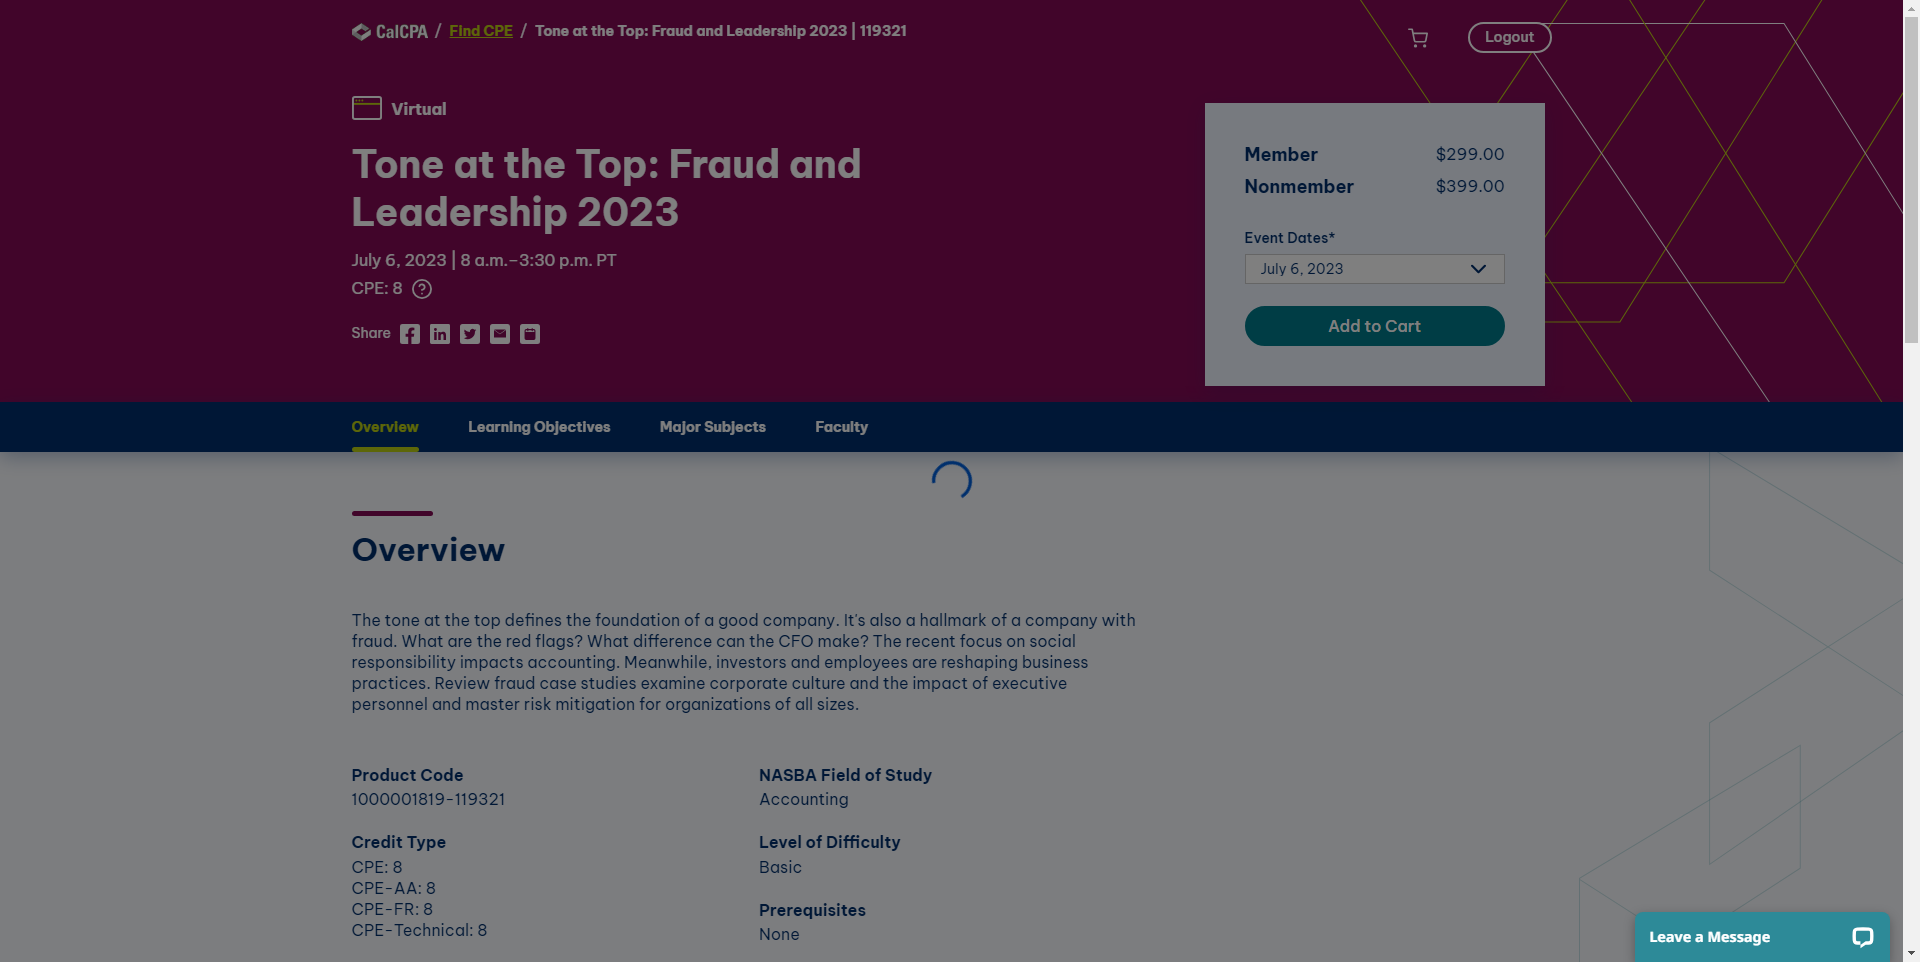 CalCPA / Find CPE / Tone at the Top: Fraud and Leadership 2023 | 119321
Logout
Virtual
Tone at the Top: Fraud and
Leadership 2023
July 6, 2023 | 8 a.m.–3:30 p.m. PT
CPE: 8 ?
Share
Member $299.00
Nonmember $399.00
Event Dates*
July 6, 2023
Add to Cart
Overview Learning Objectives Major Subjects Faculty
Overview
The tone at the top defines the foundation of a good company. It's also a hallmark of a company with
fraud. What are the red flags? What difference can the CFO make? The recent focus on social
responsibility impacts accounting. Meanwhile, investors and employees are reshaping business
practices. Review fraud case studies examine corporate culture and the impact of executive
personnel and master risk mitigation for organizations of all sizes.
Product Code
1000001819-119321
Credit Type
CPE: 8
CPE-AA: 8
CPE-FR: 8
CPE-Technical: 8
NASBA Field of Study
Accounting
Level of Difficulty
Basic
Prerequisites
None
Leave a Message